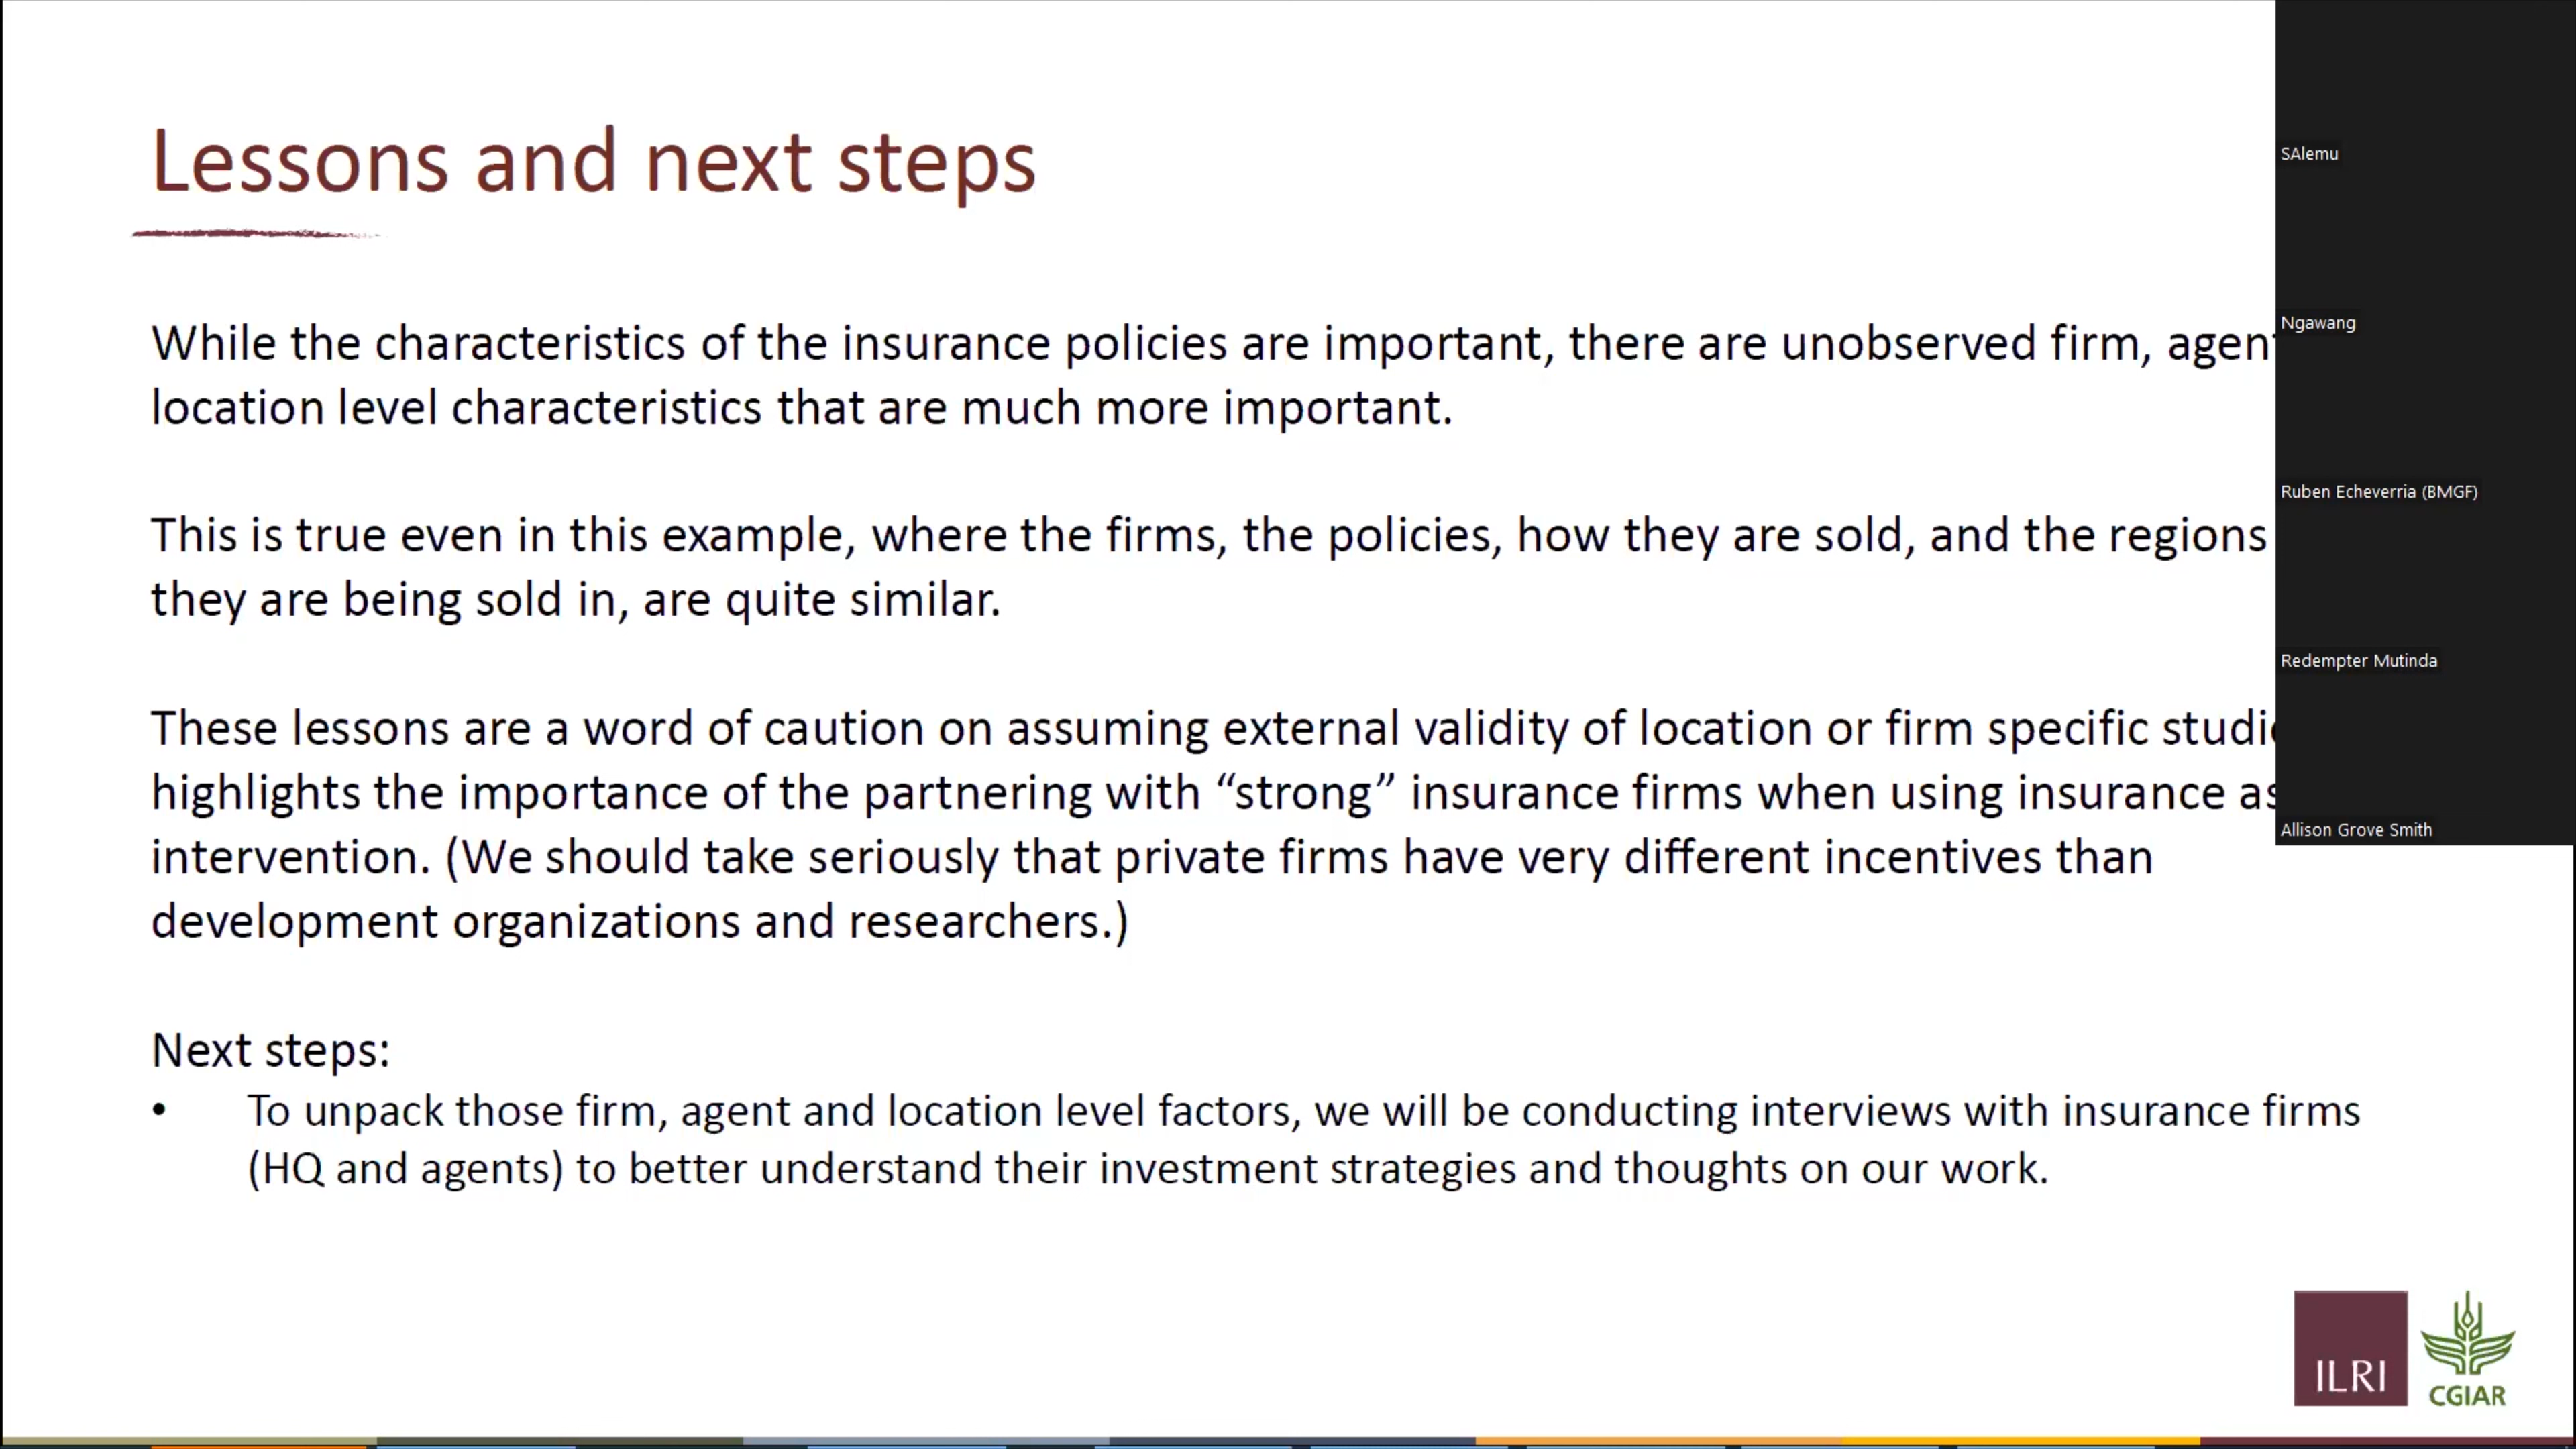 Lessons and next steps
While the characteristics of the insurance policies are important, there are unobserved firm,
location level characteristics that are much more important.
This is true even in this example, where the firms, the policies, how they are sold, and the regions
they are being sold in, are quite similar.
These lessons are a word of caution on assuming external validity of location or firm specific
highlights the importance of the partnering with “strong” insurance firms when using insurance
intervention. (We should take seriously that private firms have very different incentives than
development organizations and researchers.)
Next steps:
• To unpack those firm, agent and location level factors, we will be conducting interviews with insurance firms
(HQ and agents) to better understand their investment strategies and thoughts on our work.
SAlemu
Ngawang
Ruben Echeverria (BMGF)
Redempter Mutinda
Allison Grove Smith
ILRI
CGIAR